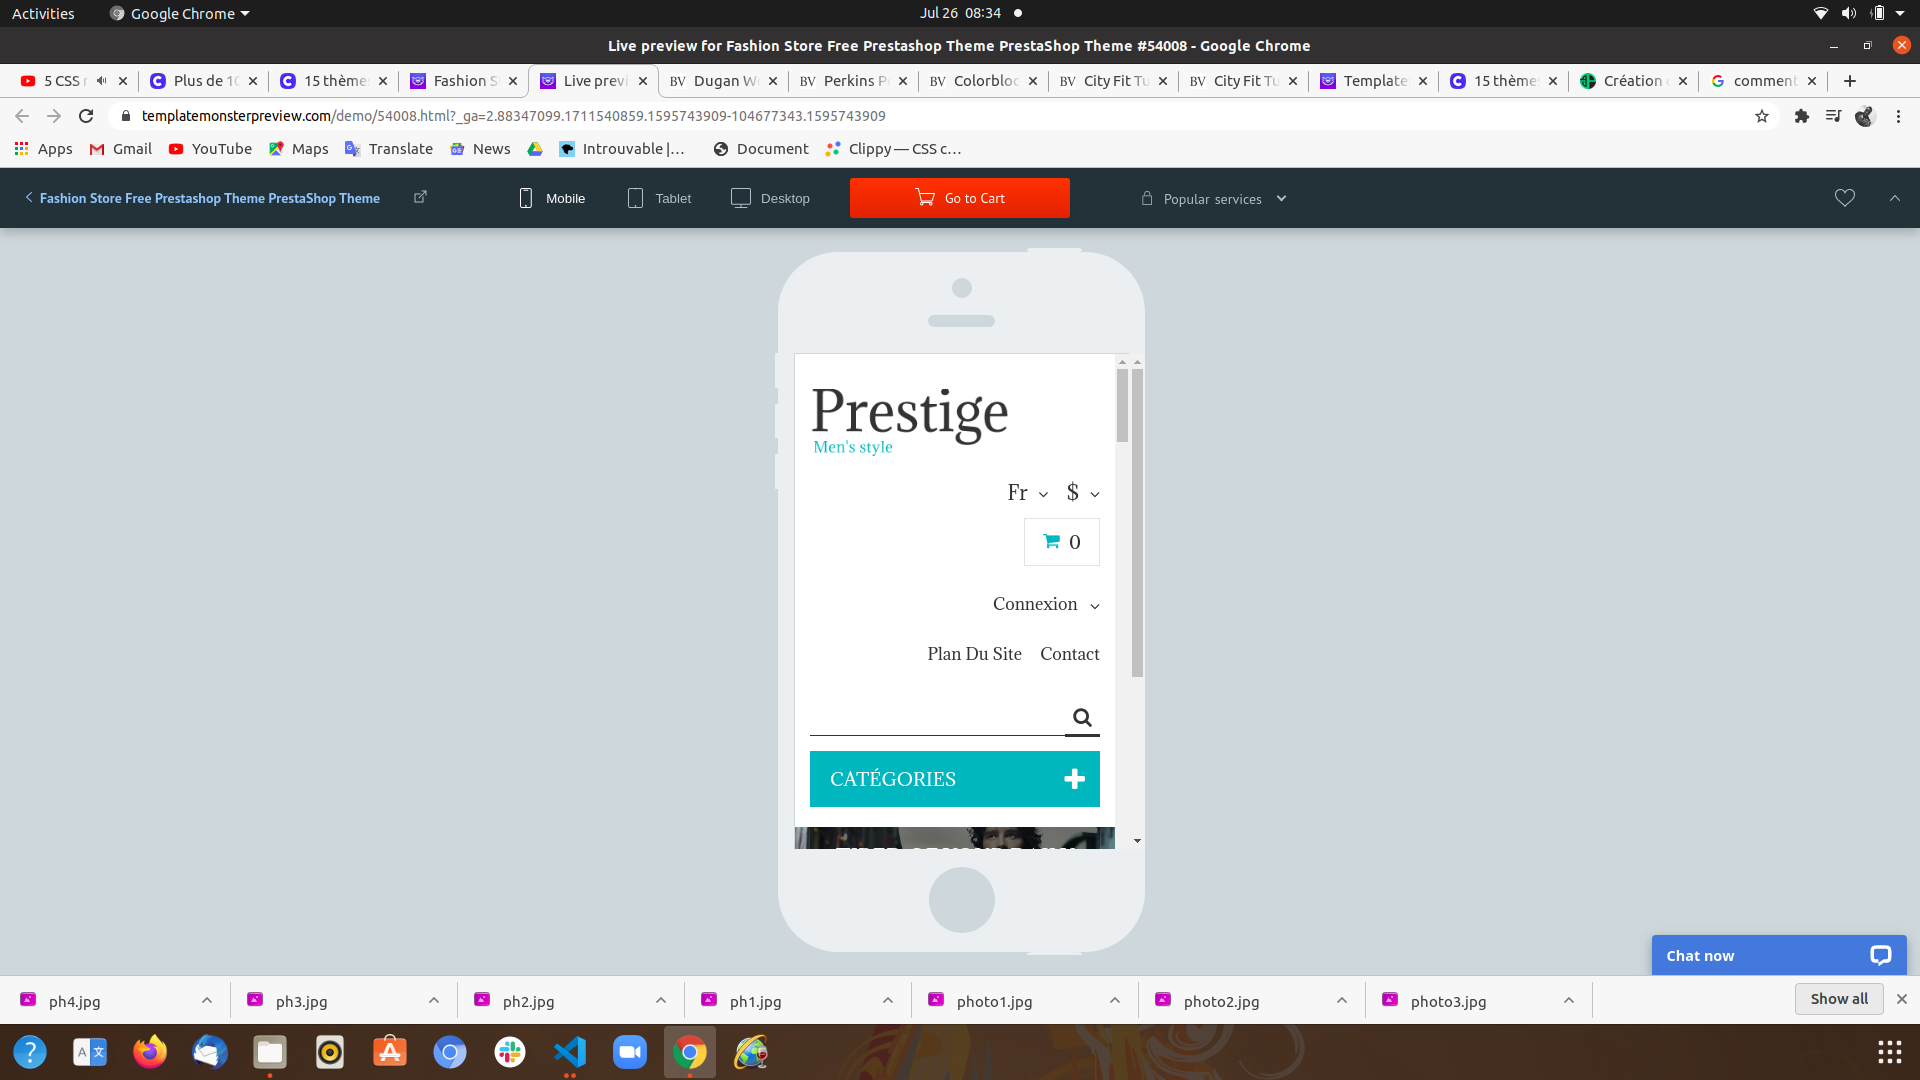 Activities
Google Chrome
Jul 26 08:34
Live preview for Fashion Store Free Prestashop Theme PrestaShop Theme #54008 - Google Chrome
5 CSS
Plus de 10
15 thèmes
Fashion S
Live previ
BV Dugan W
BV Perkins P
BV Colorbloc
BV City Fit Tu
BV City Fit Tu
Template
15 thèmes
Création
comment
templatemonsterpreview.com/demo/54008.html?_ga=2.88347099.1711540859.1595743909-104677343.1595743909
Apps
Gmail
YouTube
Maps
Translate
News
Introuvable |...
Document
Clippy — CSS c...
Fashion Store Free Prestashop Theme PrestaShop Theme
Mobile
Tablet
Desktop
Go to Cart
Popular services
Prestige
Men's style
Fr $
0
Connexion
Plan Du Site Contact
CATÉGORIES
Chat now
ph4.jpg
ph3.jpg
ph2.jpg
ph1.jpg
photo1.jpg
photo2.jpg
photo3.jpg
Show all